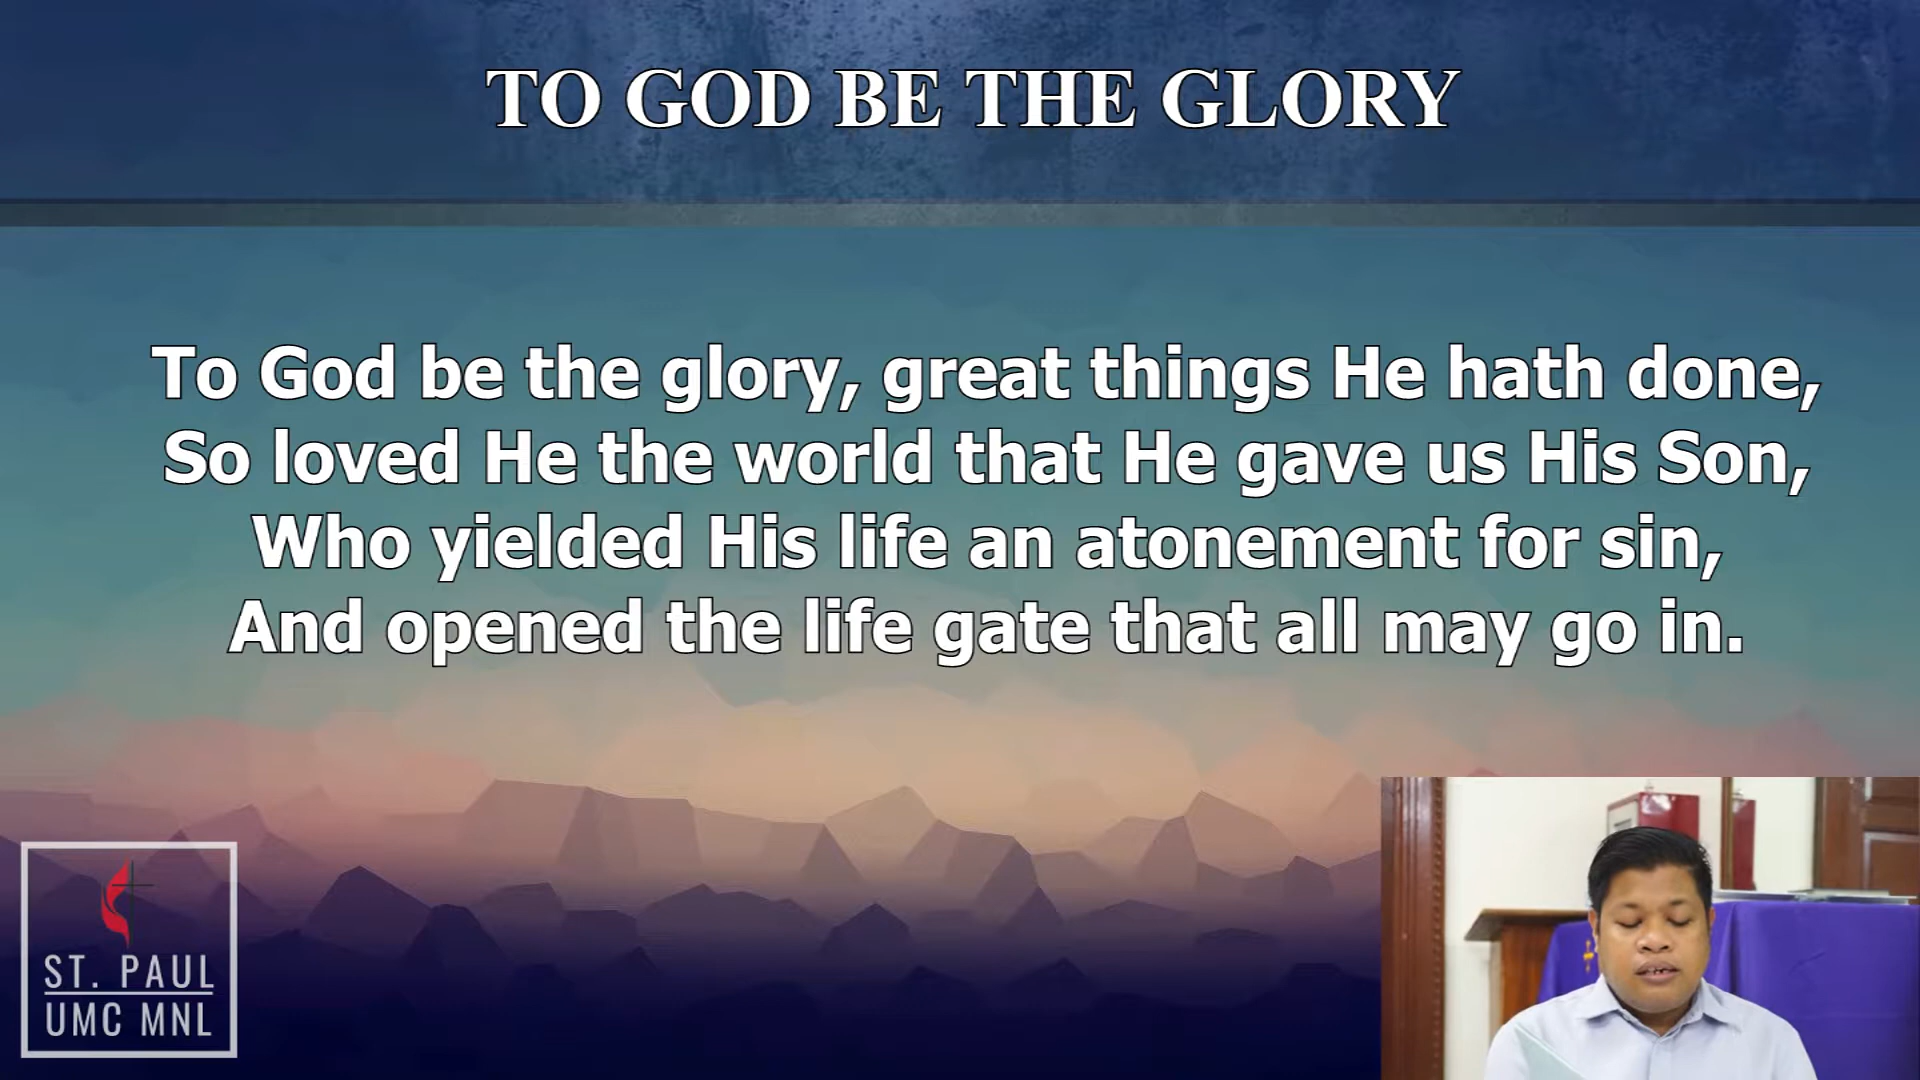 TO GOD BE THE GLORY
To God be the glory, great things He hath done,
So loved He the world that He gave us His Son,
Who yielded His life an atonement for sin,
And opened the life gate that all may go in.
ST. PAUL
UMC MNL